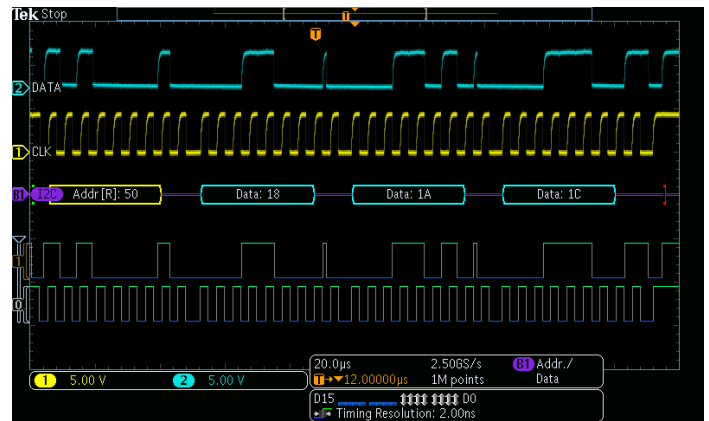 Tek Stop
T
T
2 DATA
1 CLK
B1 I2C Addr[R]: 50 Data: 18 Data: 1A Data: 1C
1
0
1 5.00 V 2 5.00 V
20.0µs 2.50GS/s B1 Addr./
T→▼12.00000µs 1M points Data
D15 D0
Timing Resolution: 2.00ns